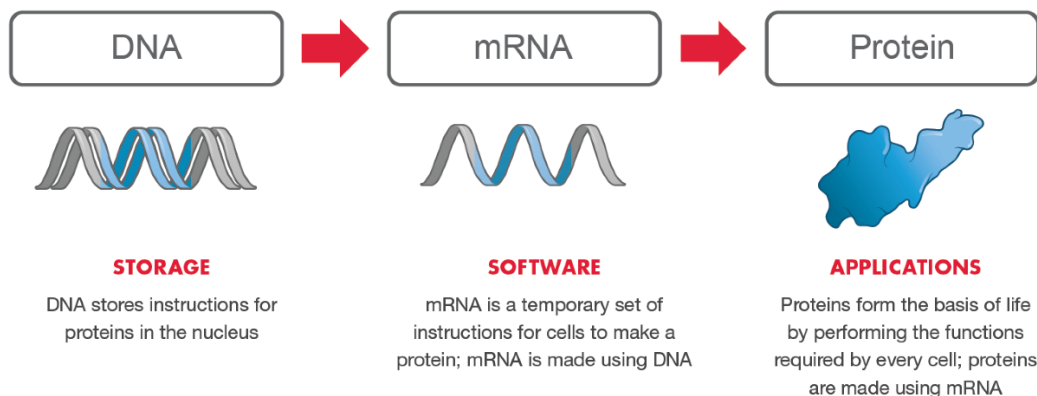 DNA
mRNA
Protein
STORAGE
DNA stores instructions for
proteins in the nucleus
SOFTWARE
mRNA is a temporary set of
instructions for cells to make a
protein; mRNA is made using DNA
APPLICATIONS
Proteins form the basis of life
by performing the functions
required by every cell; proteins
are made using mRNA